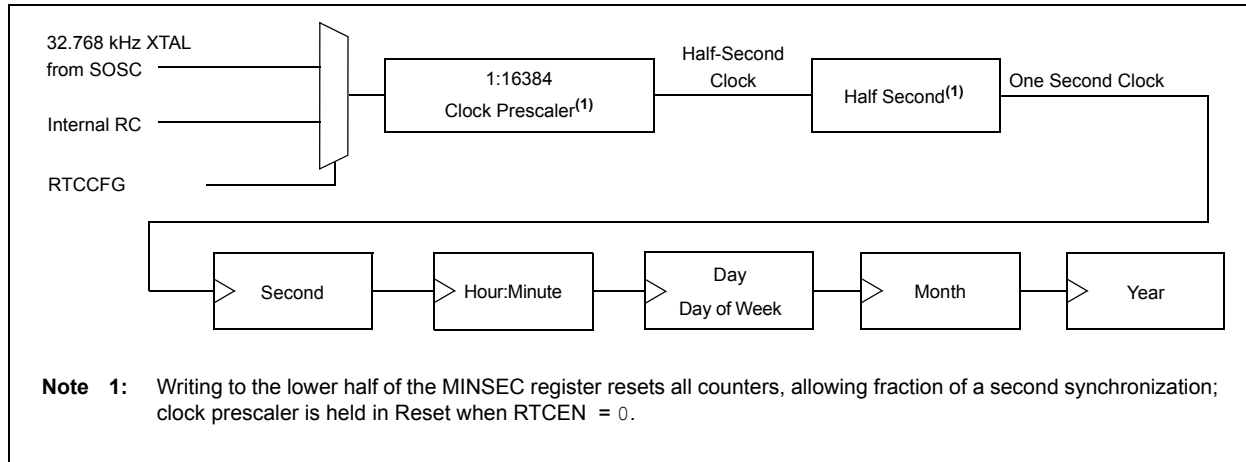 32.768 kHz XTAL
from SOSC
Internal RC
RTCCFG
1:16384
Clock Prescaler(1)
Half-Second
Clock
Half Second(1)
One Second Clock
Second
Hour:Minute
Day
Day of Week
Month
Year
Note 1: Writing to the lower half of the MINSEC register resets all counters, allowing fraction of a second synchronization;
clock prescaler is held in Reset when RTCEN = 0.